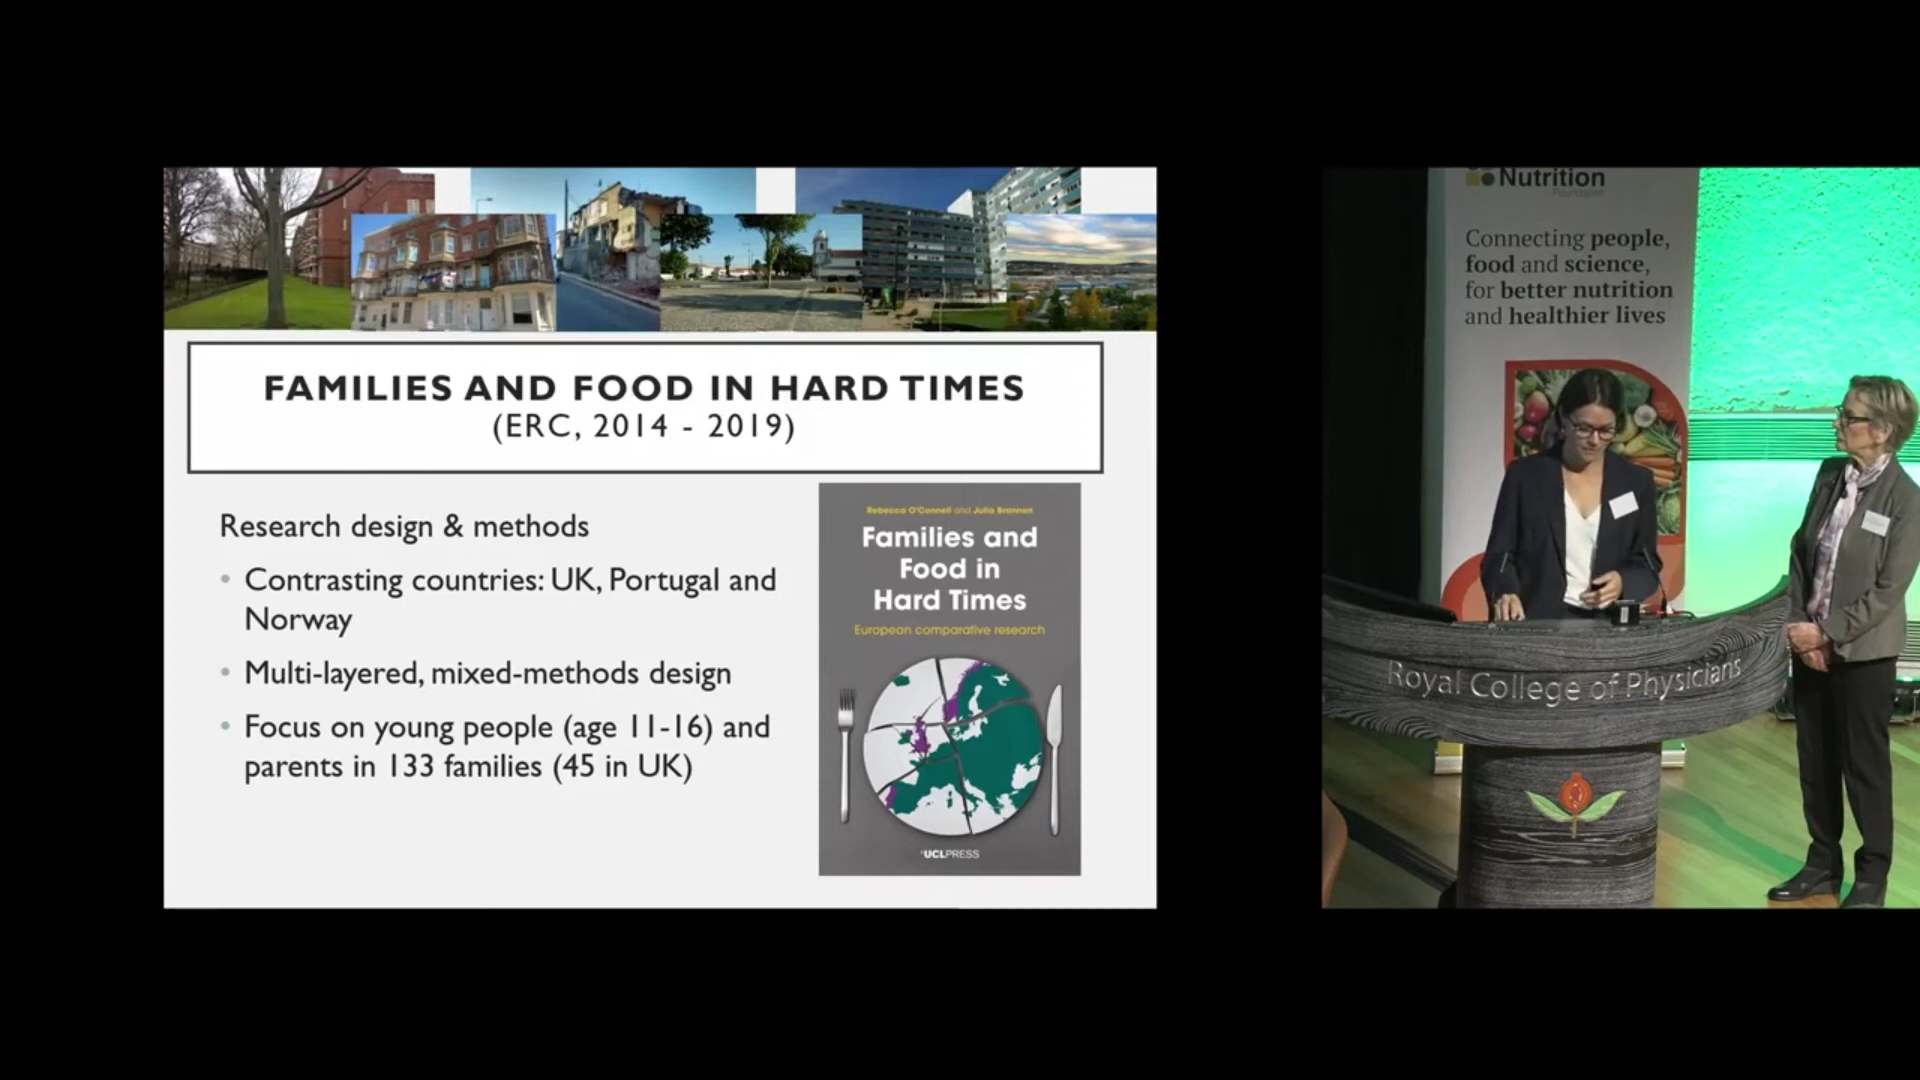 FAMILIES AND FOOD IN HARD TIMES
(ERC, 2014 - 2019)
Research design & methods
• Contrasting countries: UK, Portugal and
Norway
• Multi-layered, mixed-methods design
• Focus on young people (age 11-16) and
parents in 133 families (45 in UK)
Rebecca O'Connell and Julia Brannen
Families and
Food in
Hard Times
European comparative research
UCLPRESS
Nutrition
Foundation
Connecting people,
food and science,
for better nutrition
and healthier lives
Royal College of Physicians